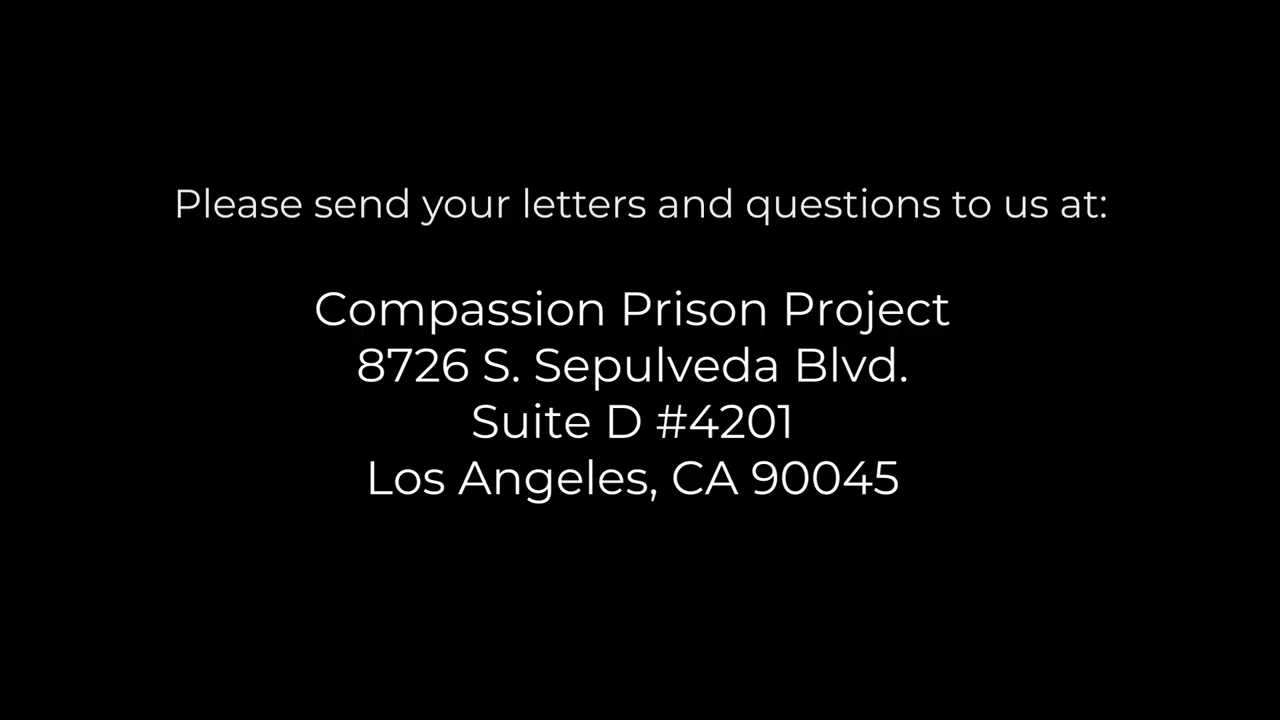 Please send your letters and questions to us at:
Compassion Prison Project
8726 S. Sepulveda Blvd.
Suite D #4201
Los Angeles, CA 90045